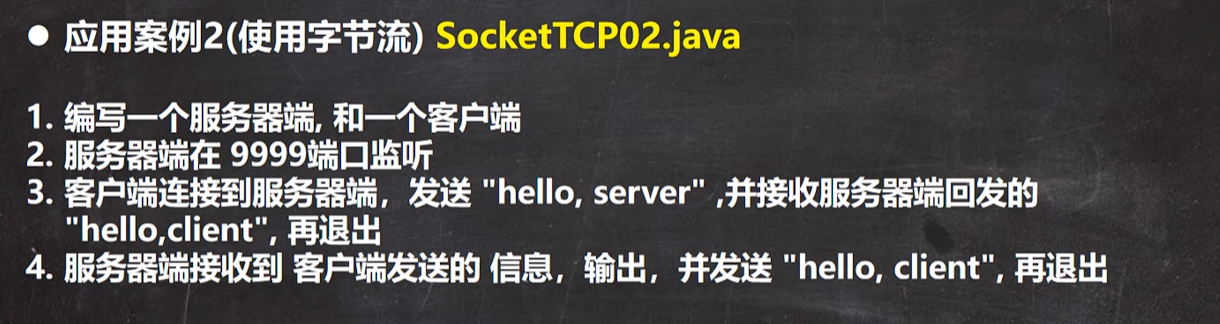 ● 应用案例2(使用字节流) SocketTCP02.java
1. 编写一个服务器端, 和一个客户端
2. 服务器端在 9999端口监听
3. 客户端连接到服务器端，发送 "hello, server" ,并接收服务器端回发的
"hello,client", 再退出
4. 服务器端接收到 客户端发送的 信息，输出，并发送 "hello, client", 再退出